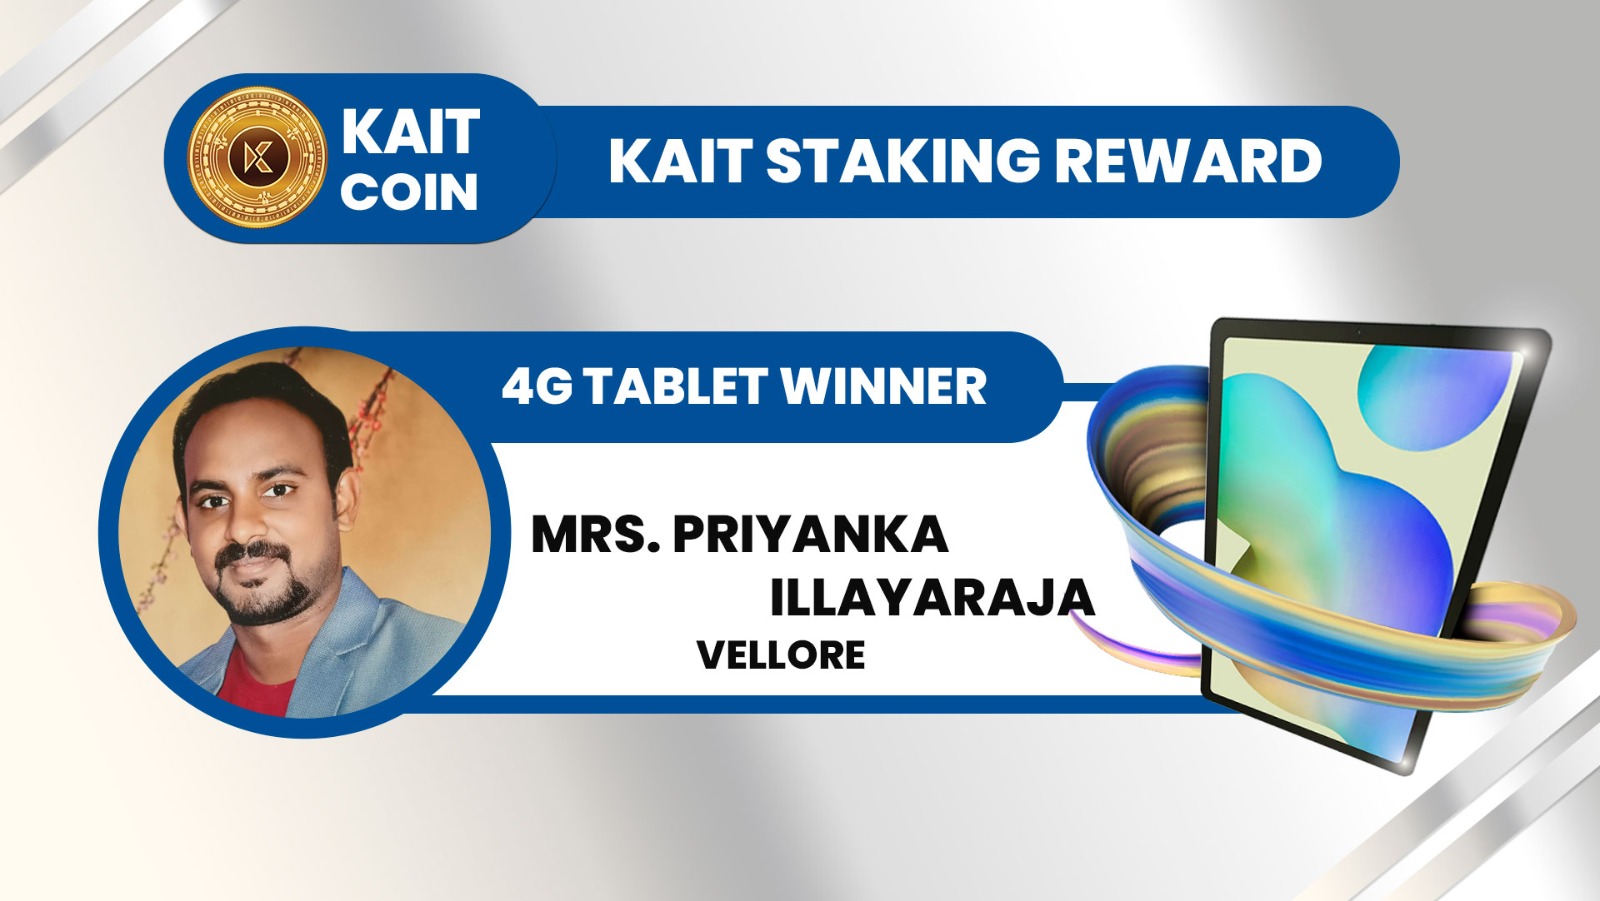 KAIT
COIN
KAIT STAKING REWARD
4G TABLET WINNER
MRS. PRIYANKA
ILLAYARAJA
VELLORE